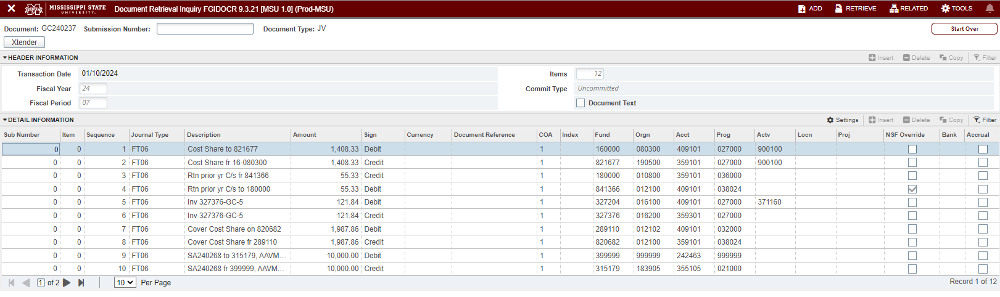 MISSISSIPPI STATE UNIVERSITY™ Document Retrieval Inquiry FGIDOCR 9.3.21 [MSU 1.0] (Prod-MSU) ADD RETRIEVE RELATED TOOLS
Document: GC240237 Submission Number: Document Type: JV Start Over
Xtender
HEADER INFORMATION Insert Delete Copy Filter
Transaction Date 01/10/2024 Items 12
Fiscal Year 24 Commit Type Uncommitted
Fiscal Period 07 Document Text
DETAIL INFORMATION Settings Insert Delete Copy Filter
Sub Number Item Sequence Journal Type Description Amount Sign Currency Document Reference COA Index Fund Orgn Acct Prog Actv Locn Proj NSF Override Bank Accrual
0 0 1 FT06 Cost Share to 821677 1,408.33 Debit 1 160000 080300 409101 027000 900100
0 0 2 FT06 Cost Share fr 16-080300 1,408.33 Credit 1 821677 190500 359101 027000 900100
0 0 3 FT06 Rtn prior yr C/s fr 841366 55.33 Credit 1 180000 010800 359101 036000
0 0 4 FT06 Rtn prior yr C/s to 180000 55.33 Debit 1 841366 012100 409101 038024
0 0 5 FT06 Inv 327376-GC-5 121.84 Debit 1 327204 016100 409101 027000 371160
0 0 6 FT06 Inv 327376-GC-5 121.84 Credit 1 327376 016200 359301 027000
0 0 7 FT06 Cover Cost Share on 820682 1,987.86 Debit 1 289110 012102 409101 032000
0 0 8 FT06 Cover Cost Share fr 289110 1,987.86 Credit 1 820682 012100 359101 038024
0 0 9 FT06 SA240268 to 315179, AAVM... 10,000.00 Debit 1 399999 999999 242463 999999
0 0 10 FT06 SA240268 fr 399999, AAVM... 10,000.00 Credit 1 315179 183905 355105 021000
1 of 2 10 Per Page Record 1 of 12